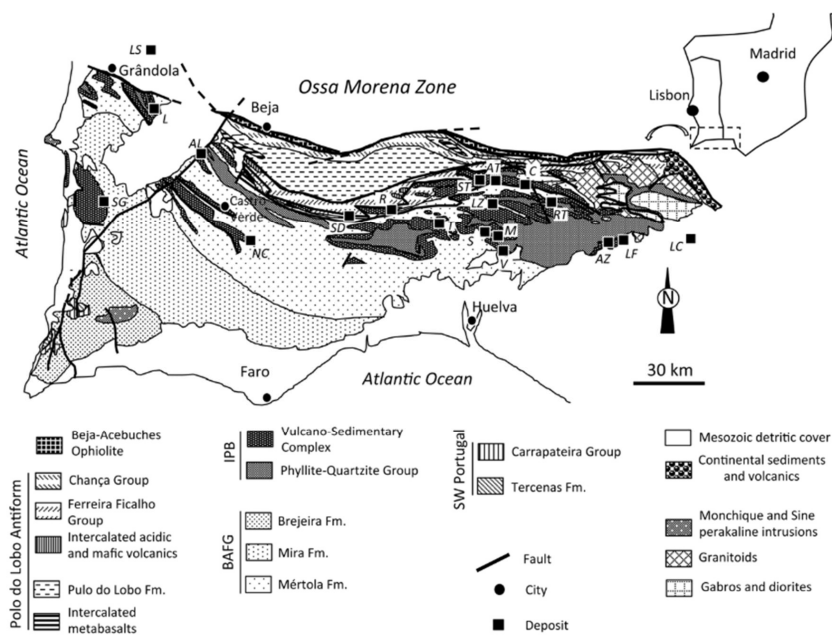 LS
Grândola
L
Ossa Morena Zone
Beja
Madrid
Lisbon
Atlantic Ocean
AL
AT
C
ST
SG
Castro
Verde
R
LZ
RT
SD
T
NC
S
M
V
AZ
LF
LC
N
Huelva
Faro
Atlantic Ocean
30 km
Beja-Acebuches
Ophiolite
Polo do Lobo Antiform
Chança Group
Ferreira Ficalho
Group
Intercalated acidic
and mafic volcanics
Pulo do Lobo Fm.
Intercalated
metabasalts
IPB
Vulcano-Sedimentary
Complex
Phyllite-Quartzite Group
BAFG
Brejeira Fm.
Mira Fm.
Mértola Fm.
SW Portugal
Carrapateira Group
Tercenas Fm.
Fault
City
Deposit
Mesozoic detritic cover
Continental sediments
and volcanics
Monchique and Sine
perakaline intrusions
Granitoids
Gabros and diorites